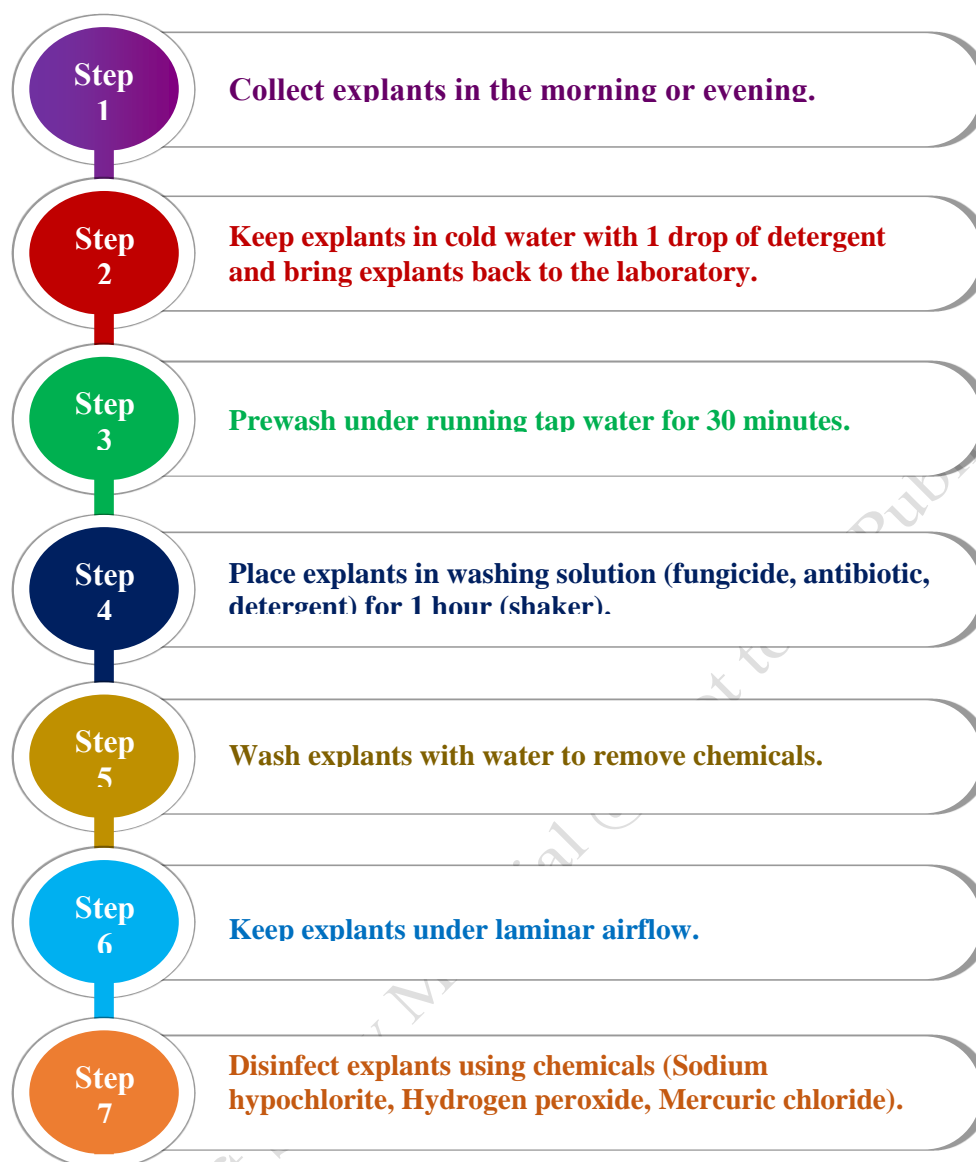 Step
1
Collect explants in the morning or evening.
Step
2
Keep explants in cold water with 1 drop of detergent
and bring explants back to the laboratory.
Step
3
Prewash under running tap water for 30 minutes.
Step
4
Place explants in washing solution (fungicide, antibiotic,
detergent) for 1 hour (shaker).
Step
5
Wash explants with water to remove chemicals.
Step
6
Keep explants under laminar airflow.
Step
7
Disinfect explants using chemicals (Sodium
hypochlorite, Hydrogen peroxide, Mercuric chloride).